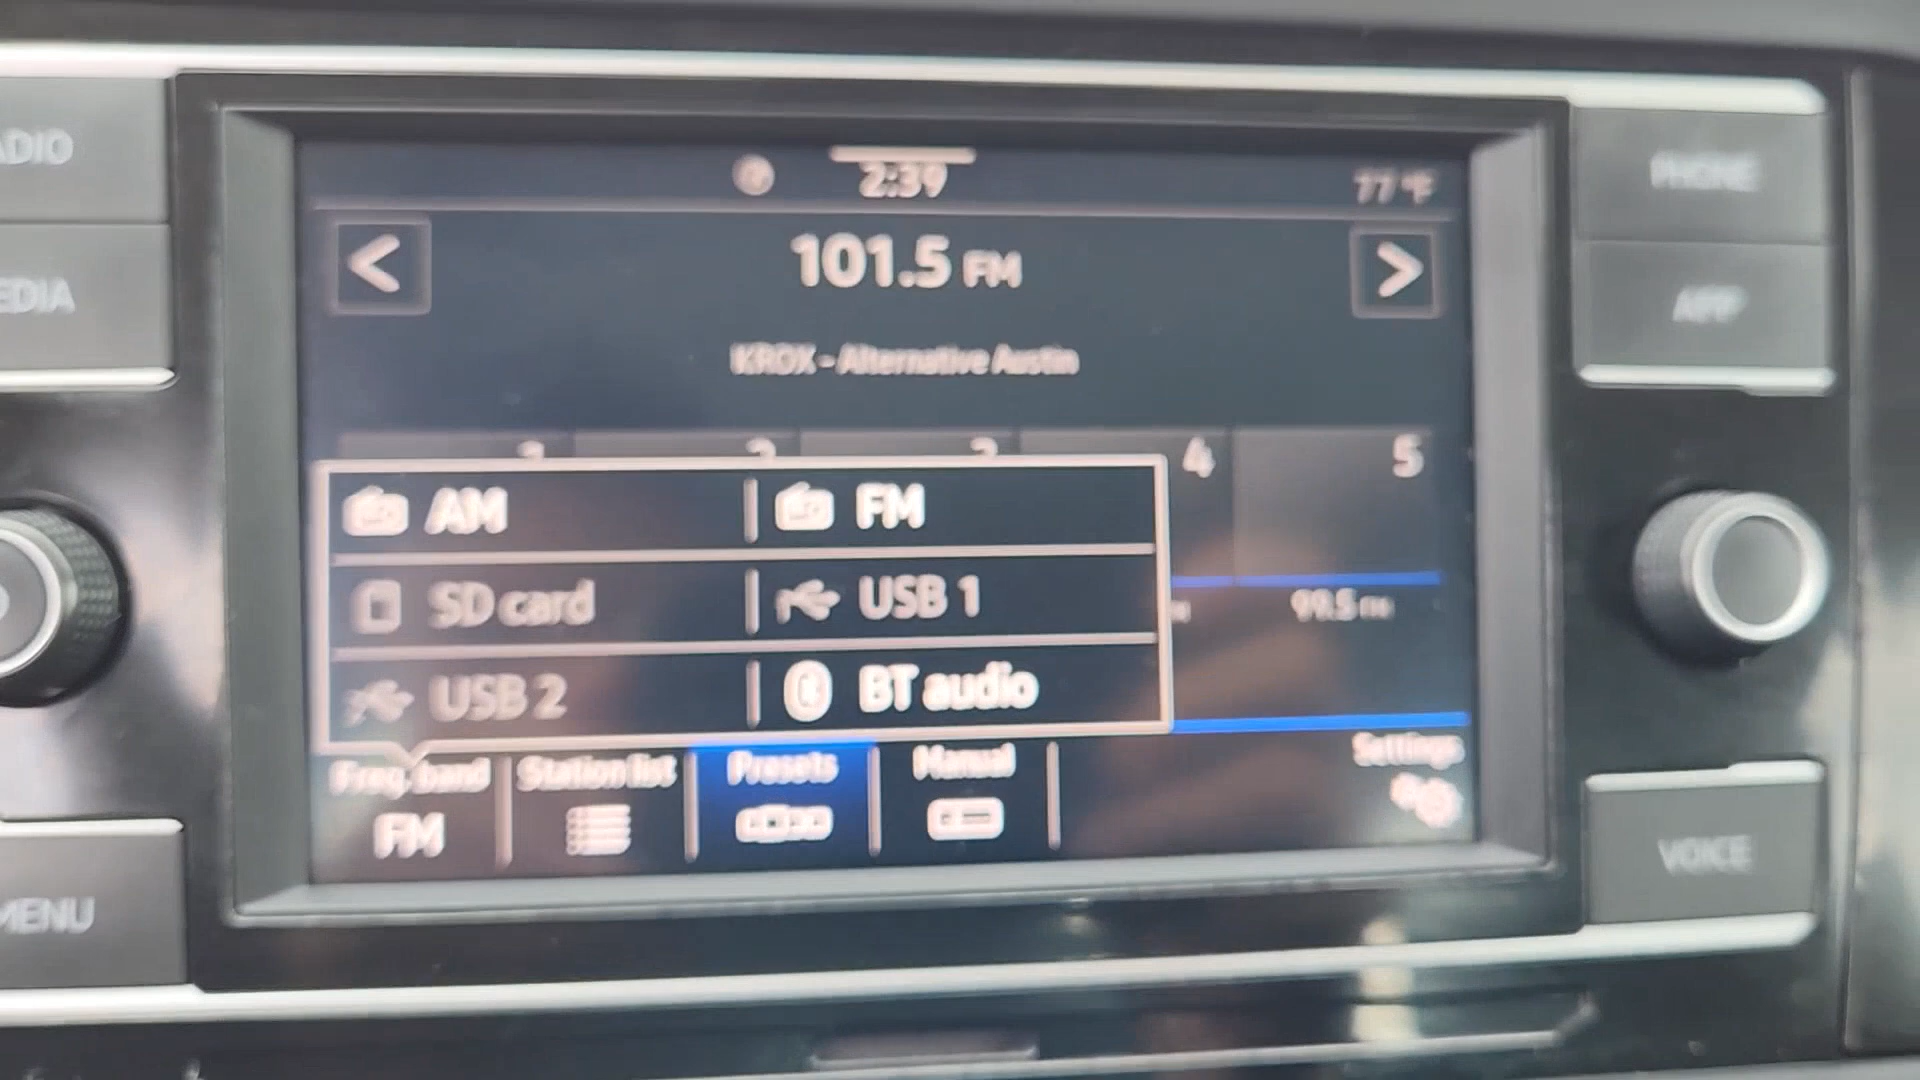 ADIO
EDIA
MENU
2:39
77 °F
101.5 FM
KROX - Alternative Austin
1 2 3 4 5
AM
FM
SD card
USB 1
USB 2
BT audio
99.5 FM
Freq. band
FM
Station list
Presets
Manual
Settings
PHONE
APP
VOICE